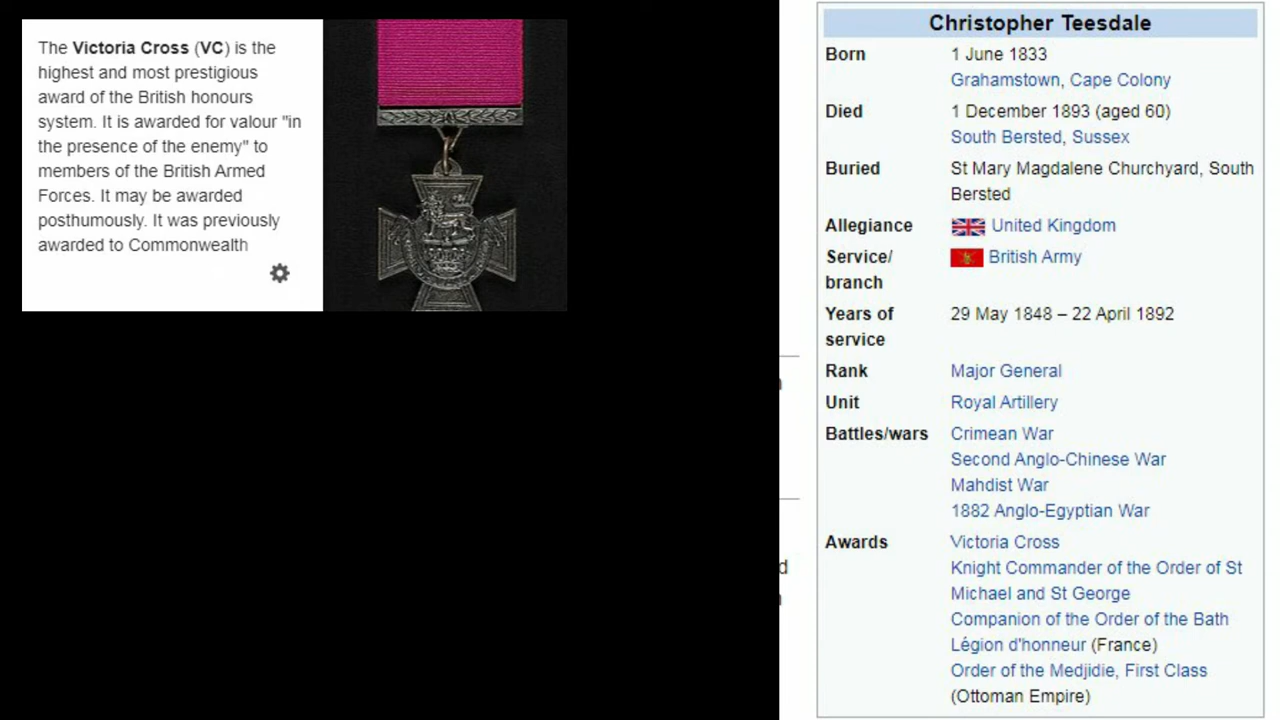 The Victoria Cross (VC) is the
highest and most prestigious
award of the British honours
system. It is awarded for valour "in
the presence of the enemy" to
members of the British Armed
Forces. It may be awarded
posthumously. It was previously
awarded to Commonwealth
Christopher Teesdale
Born 1 June 1833
Grahamstown, Cape Colony
Died 1 December 1893 (aged 60)
South Bersted, Sussex
Buried St Mary Magdalene Churchyard, South
Bersted
Allegiance United Kingdom
Service/ British Army
branch
Years of 29 May 1848 – 22 April 1892
service
Rank Major General
Unit Royal Artillery
Battles/wars Crimean War
Second Anglo-Chinese War
Mahdist War
1882 Anglo-Egyptian War
Awards Victoria Cross
Knight Commander of the Order of St
Michael and St George
Companion of the Order of the Bath
Légion d'honneur (France)
Order of the Medjidie, First Class
(Ottoman Empire)